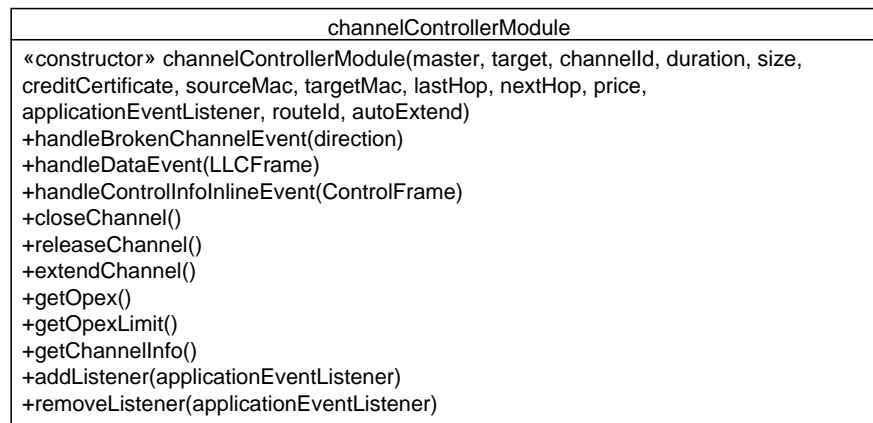 channelControllerModule
«constructor» channelControllerModule(master, target, channelId, duration, size,
creditCertificate, sourceMac, targetMac, lastHop, nextHop, price,
applicationEventListener, routeId, autoExtend)
+handleBrokenChannelEvent(direction)
+handleDataEvent(LLCFrame)
+handleControlInfoInlineEvent(ControlFrame)
+closeChannel()
+releaseChannel()
+extendChannel()
+getOpex()
+getOpexLimit()
+getChannelInfo()
+addListener(applicationEventListener)
+removeListener(applicationEventListener)